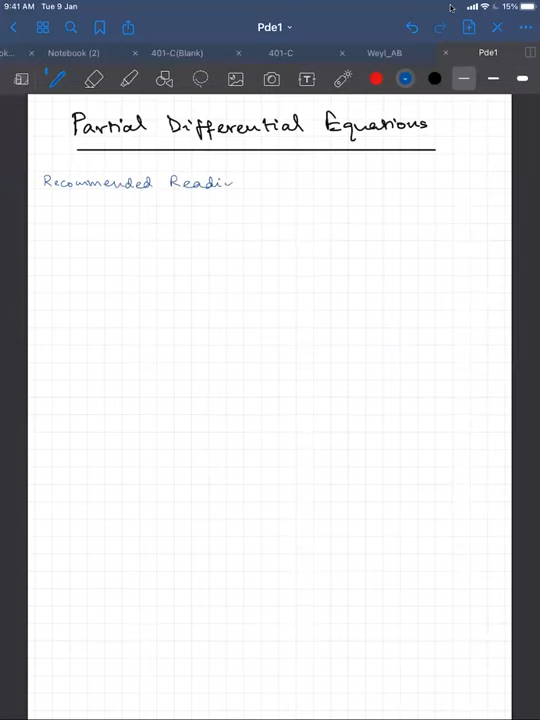 9:41 AM Tue 9 Jan 15%
Pde1
Notebook (2) 401-C(Blank) 401-C Weyl_AB Pde1
Partial Differential Equations
Recommended Readi